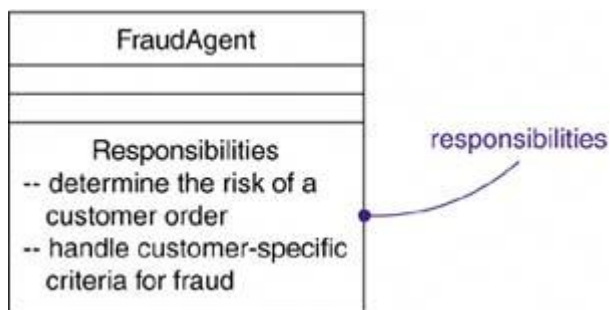 FraudAgent
Responsibilities
-- determine the risk of a
customer order
-- handle customer-specific
criteria for fraud
responsibilities